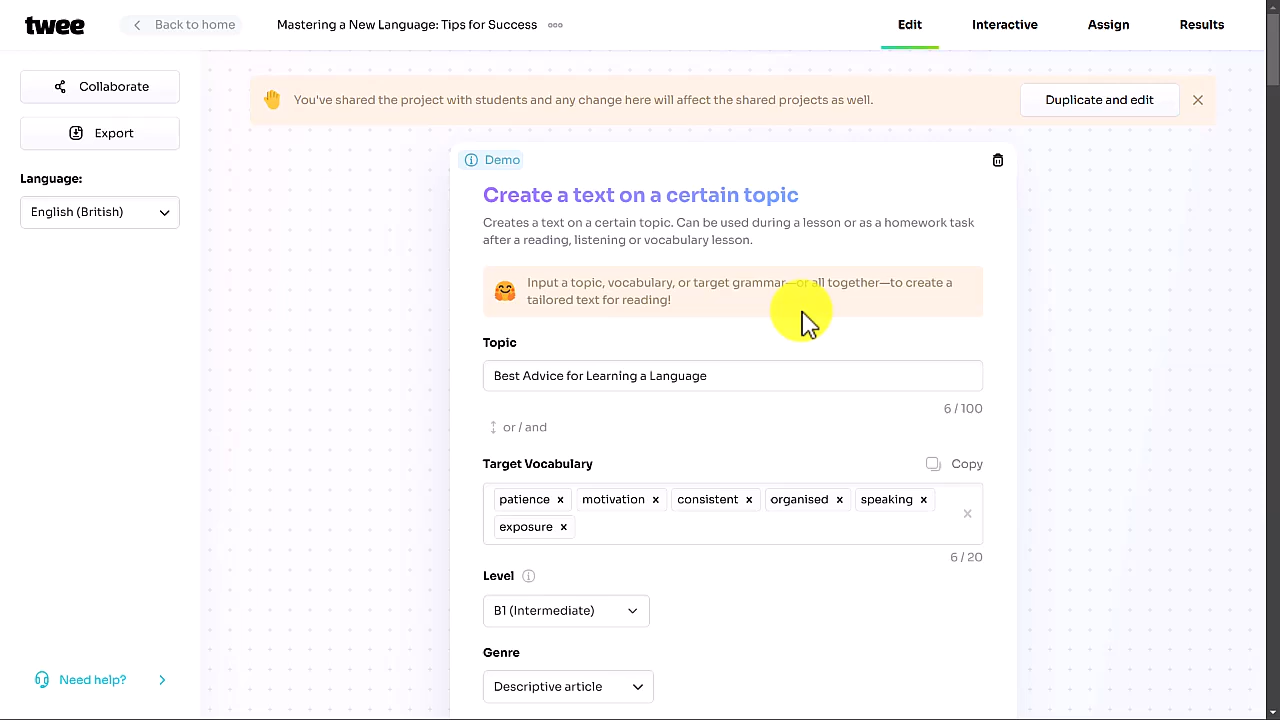 twee
Back to home
Mastering a New Language: Tips for Success
Edit
Interactive
Assign
Results
Collaborate
Export
Language:
English (British)
You've shared the project with students and any change here will affect the shared projects as well.
Duplicate and edit
Demo
Create a text on a certain topic
Creates a text on a certain topic. Can be used during a lesson or as a homework task
after a reading, listening or vocabulary lesson.
Input a topic, vocabulary, or target grammar—or all together—to create a
tailored text for reading!
Topic
Best Advice for Learning a Language
6 / 100
or / and
Target Vocabulary
Copy
patience × motivation × consistent × organised × speaking ×
exposure ×
6 / 20
Level
B1 (Intermediate)
Genre
Descriptive article
Need help?